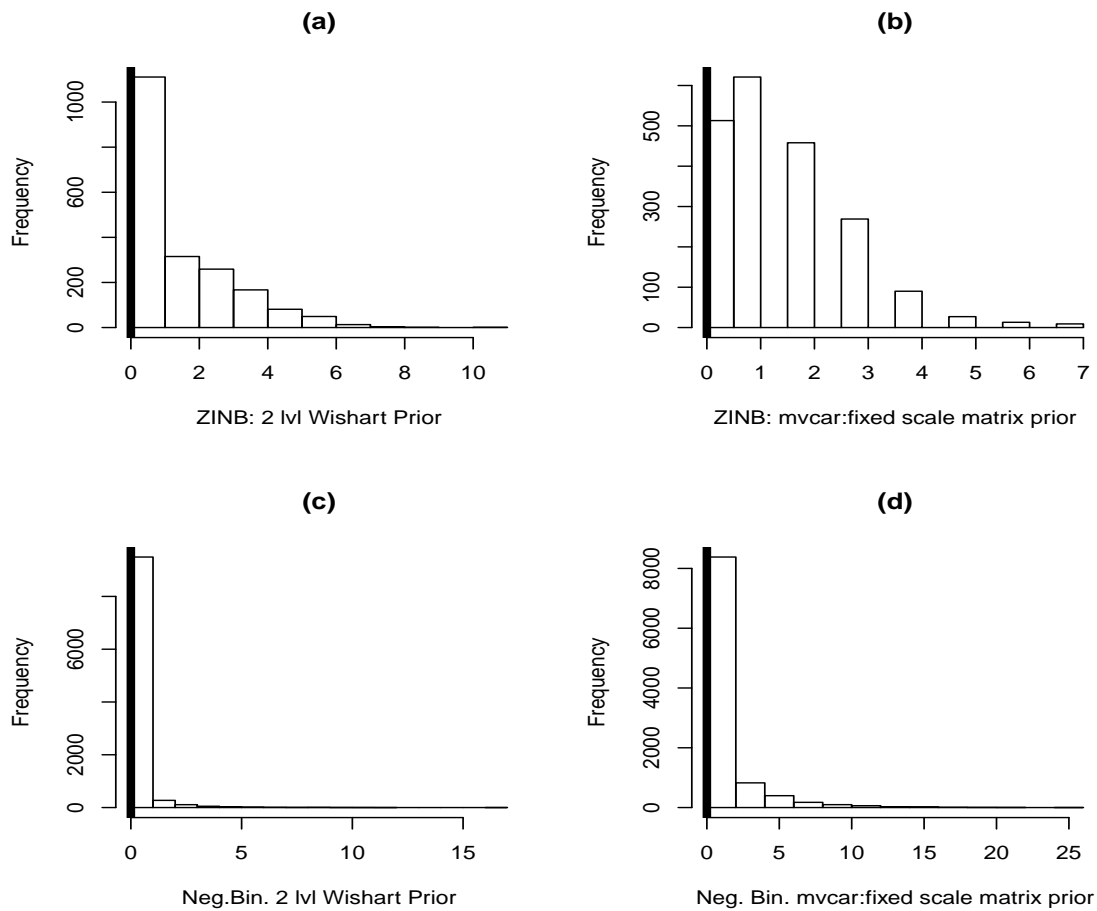 (a)
Frequency
0
200
600
1000
0 2 4 6 8 10
ZINB: 2 lvl Wishart Prior
(b)
Frequency
0
100
300
500
0 1 2 3 4 5 6 7
ZINB: mvcar:fixed scale matrix prior
(c)
Frequency
0
2000
6000
0 5 10 15
Neg.Bin. 2 lvl Wishart Prior
(d)
Frequency
0
2000
4000
6000
8000
0 5 10 15 20 25
Neg. Bin. mvcar:fixed scale matrix prior